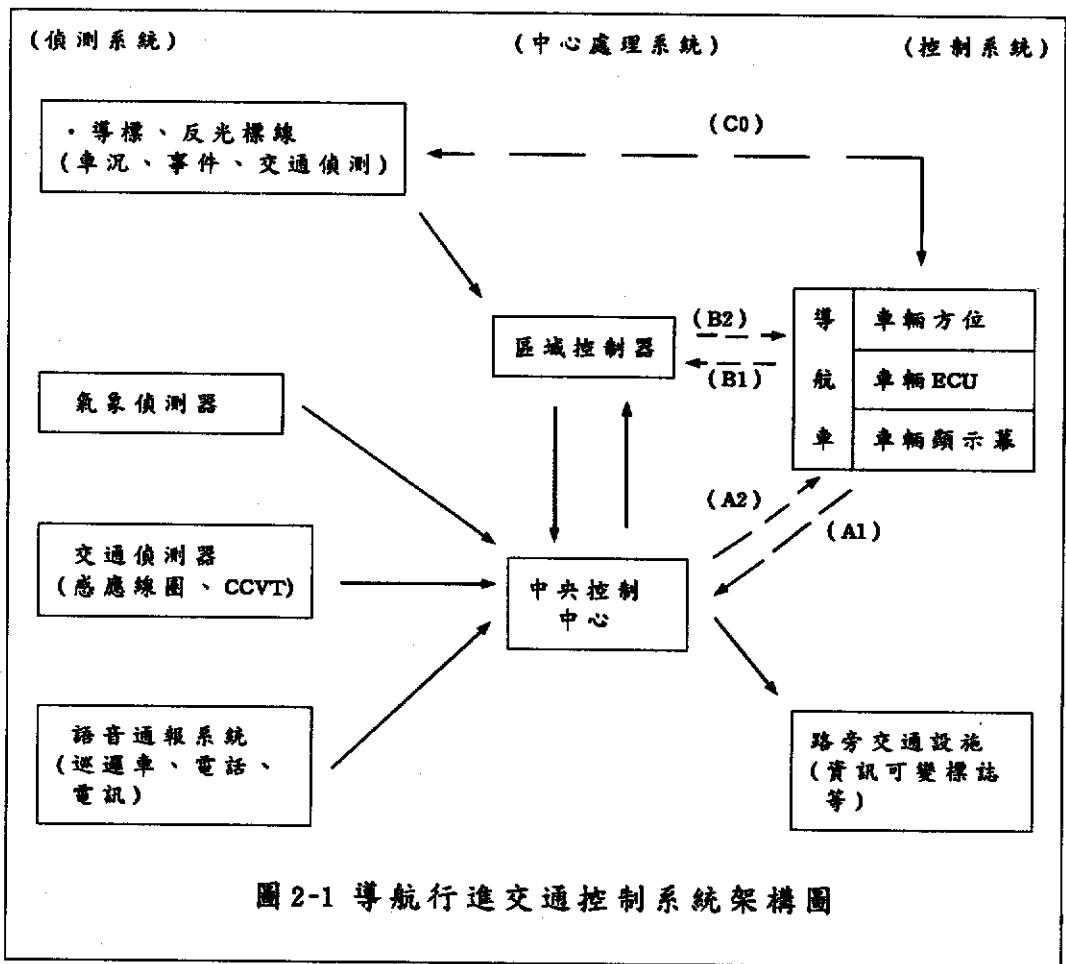 (偵測系統)
(中心處理系統)
(控制系統)
・導標、反光標線
(車況、事件、交通偵測)
(C0)
區域控制器
(B2)
(B1)
導航車
車輛方位
車輛ECU
車輛顯示幕
氣象偵測器
(A2)
(A1)
交通偵測器
(感應線圈、CCVT)
中央控制
中心
語音通報系統
(巡邏車、電話、
電訊)
路旁交通設施
(資訊可變標誌
等)
圖2-1 導航行進交通控制系統架構圖